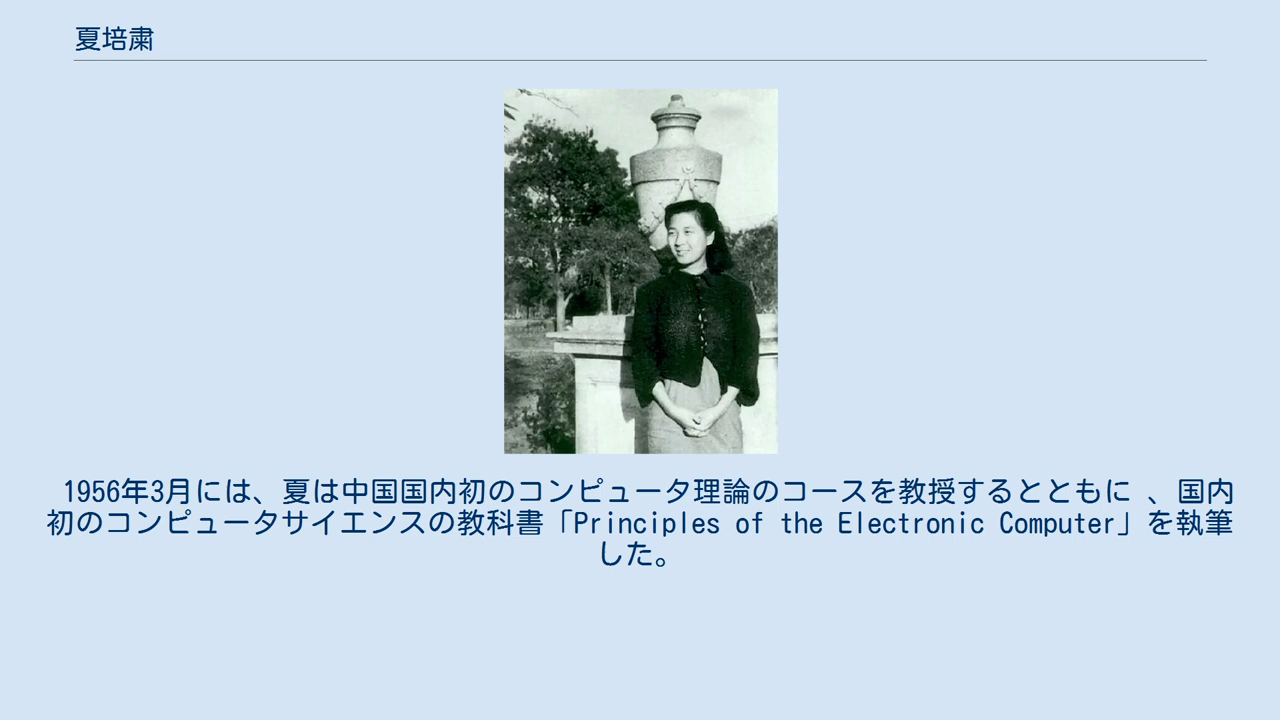 夏培粛
1956年3月には、夏は中国国内初のコンピュータ理論のコースを教授するとともに 、国内
初のコンピュータサイエンスの教科書「Principles of the Electronic Computer」を執筆
した。